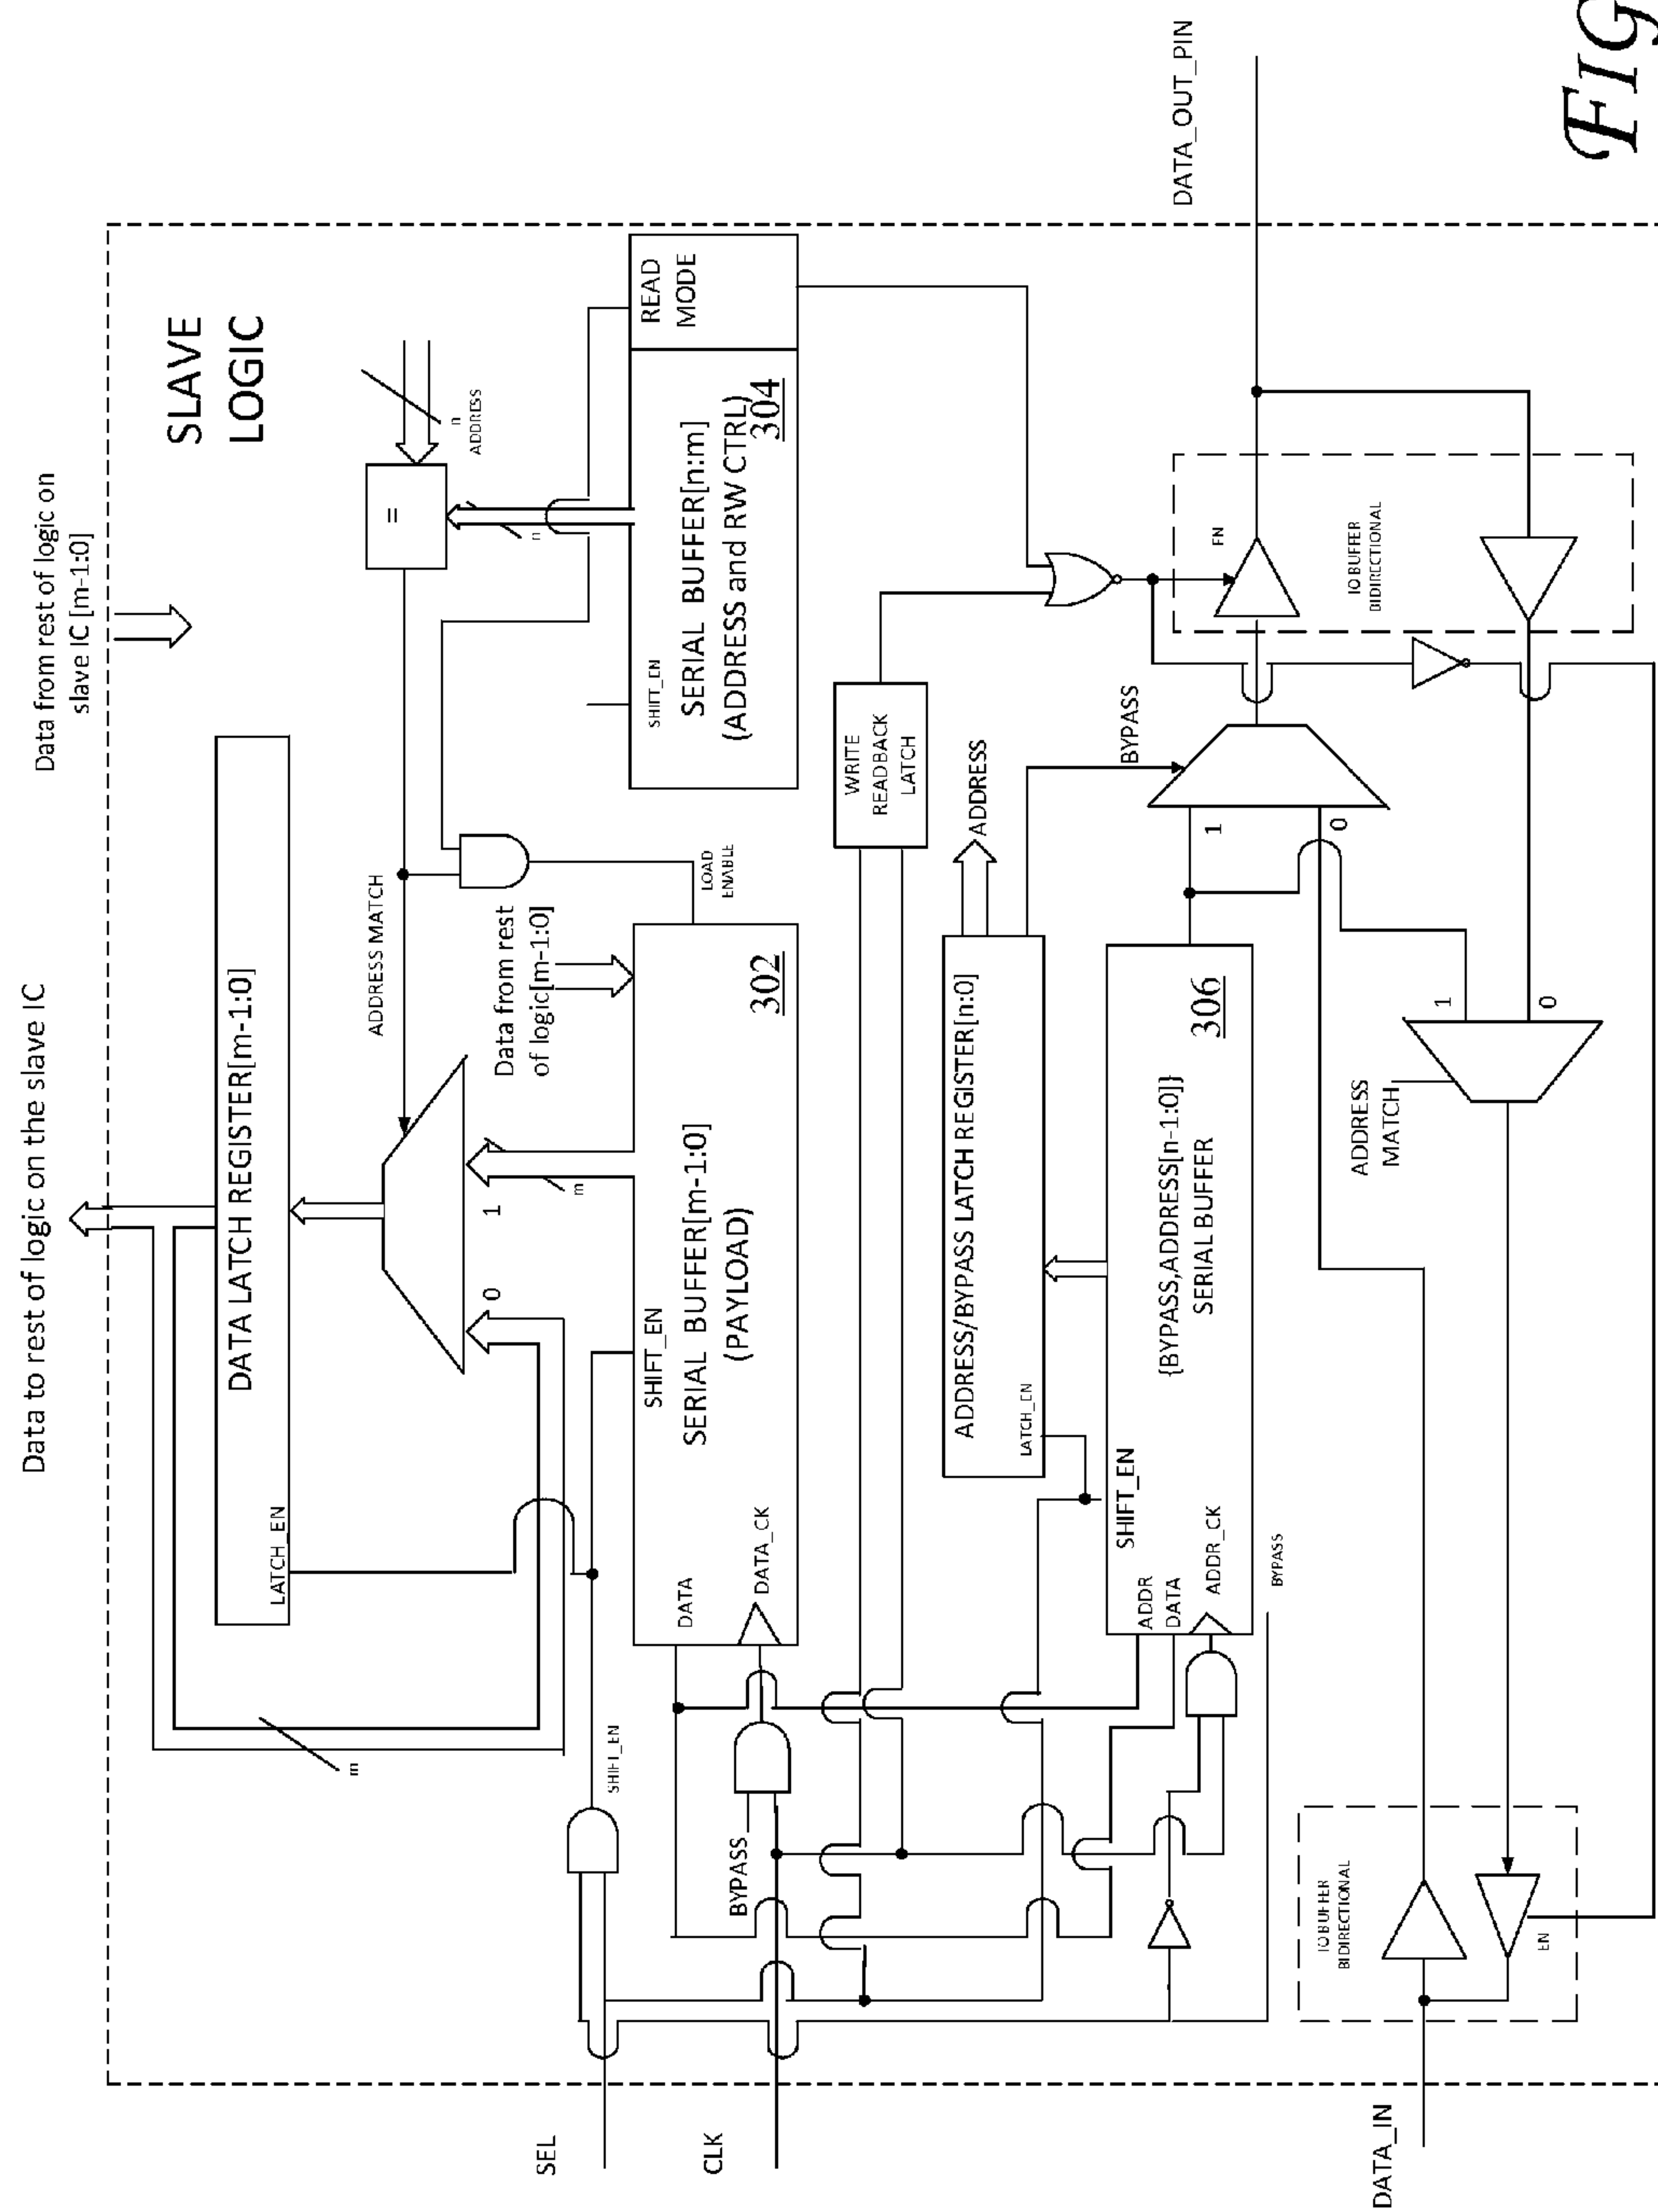 Data to rest of logic on the slave IC
Data from rest of logic on
slave IC [m-1:0]
SLAVE
LOGIC
DATA LATCH REGISTER[m-1:0]
LATCH_EN
m
ADDRESS MATCH
=
n
ADDRESS
n
0
1
m
Data from rest
of logic[m-1:0]
LOAD
ENABLE
SHIFT_EN
SHIFT_EN
SERIAL BUFFER[m-1:0]
(PAYLOAD)
302
DATA
DATA_CK
SHIFT_EN
SERIAL BUFFER[n:m]
(ADDRESS and RW CTRL)
304
READ
MODE
SEL
CLK
BYPASS
WRITE
READBACK
LATCH
ADDRESS/BYPASS LATCH REGISTER[n:0]
LATCH_EN
ADDRESS
BYPASS
SHIFT_EN
{BYPASS,ADDRESS[n-1:0]}
SERIAL BUFFER
306
ADDR
DATA
ADDR_CK
BYPASS
1
0
EN
IO BUFFER
BIDIRECTIONAL
DATA_OUT_PIN
IO BUFFER
BIDIRECTIONAL
EN
ADDRESS
MATCH
1
0
DATA_IN
FIG